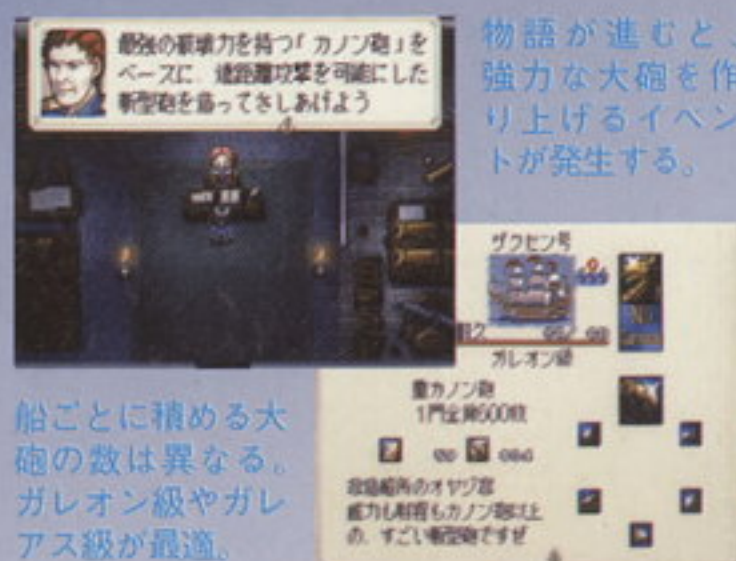 最強の破壊力を持つ「カノン砲」を
ベースに、遠距離攻撃を可能にした
新型砲を造ってさしあげよう
物語が進むと、
強力な大砲を作
り上げるイベン
トが発生する。
ザクセン号
ガレオン級
重カノン砲
1門金貨600枚
のオヤジ
威力も射程もカノン砲以上
の、すごい新型砲ですぜ
船ごとに積める大
砲の数は異なる。
ガレオン級やガレ
アス級が最適。